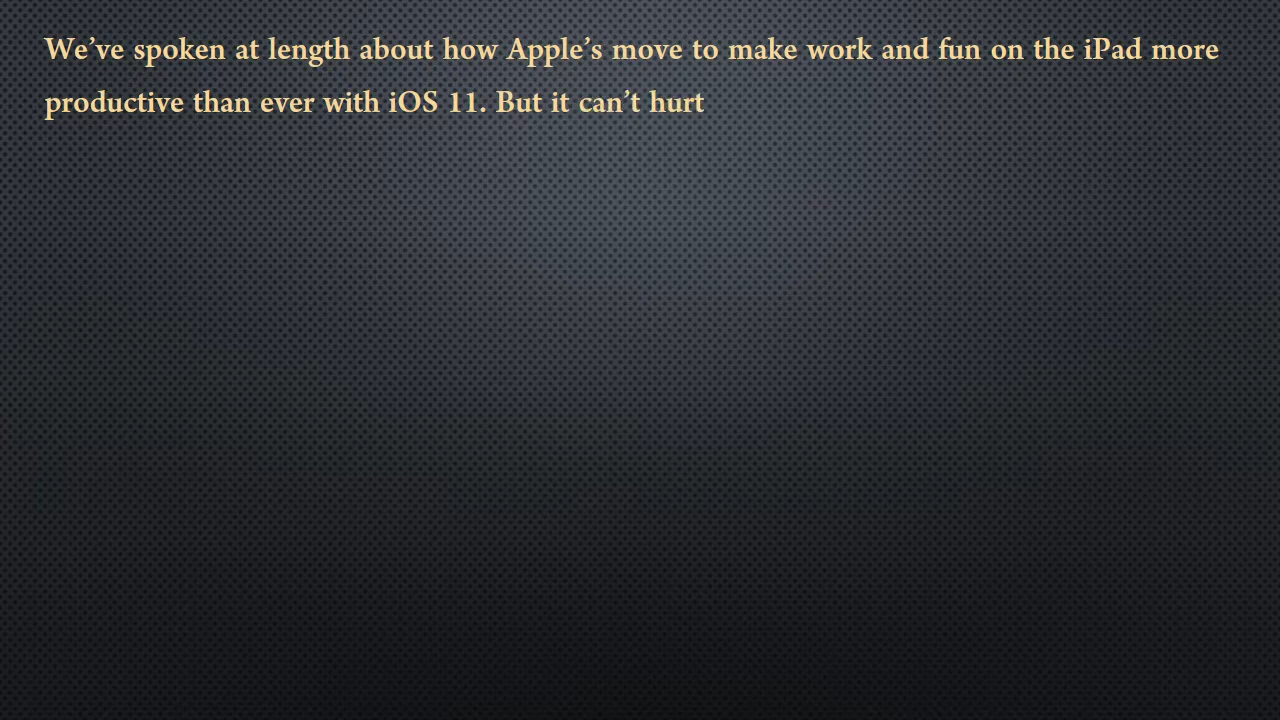 We’ve spoken at length about how Apple’s move to make work and fun on the iPad more
productive than ever with iOS 11. But it can’t hurt